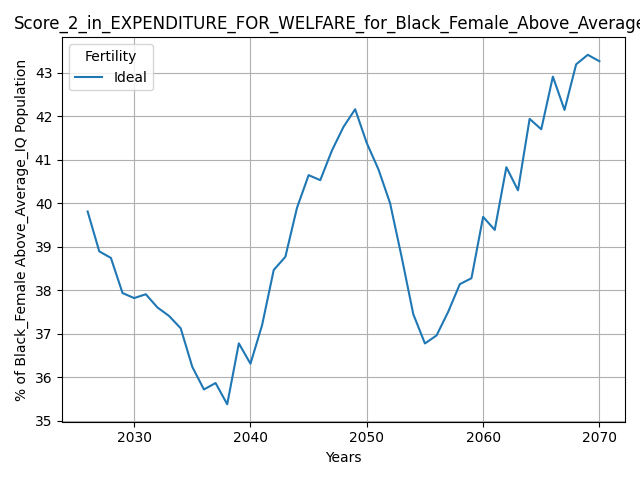 Score_2_in_EXPENDITURE_FOR_WELFARE_for_Black_Female_Above_Average
Fertility
Ideal
% of Black_Female Above_Average_IQ Population
43
42
41
40
39
38
37
36
35
2030
2040
2050
2060
2070
Years